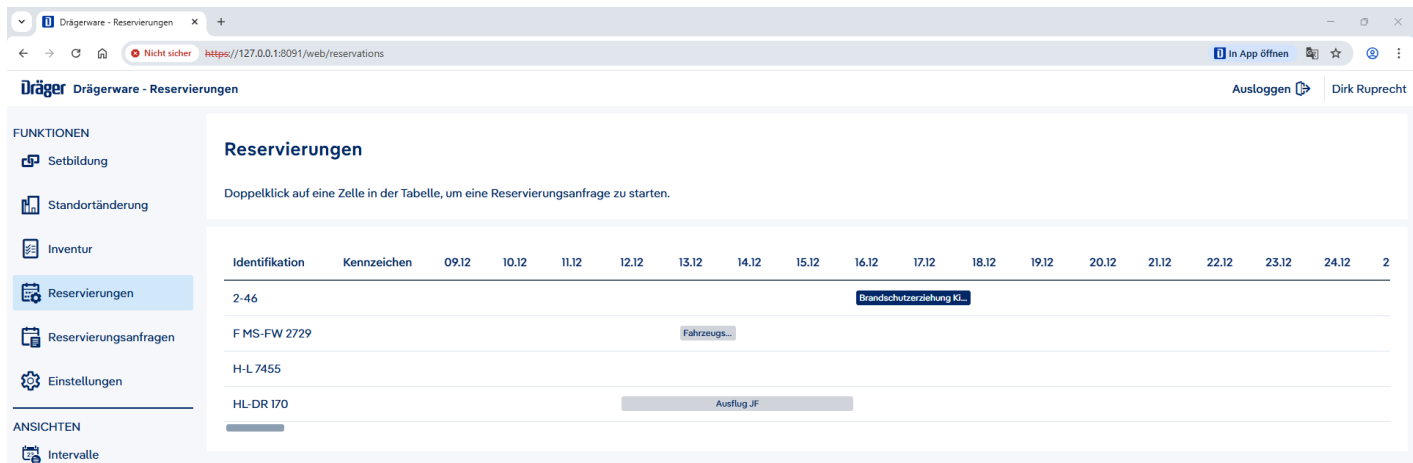 Drägerware - Reservierungen
Nicht sicher https://127.0.0.1:8091/web/reservations In App öffnen
Dräger Drägerware - Reservierungen Ausloggen Dirk Ruprecht
FUNKTIONEN
Setbildung
Standortänderung
Inventur
Reservierungen
Reservierungsanfragen
Einstellungen
ANSICHTEN
Intervalle
Reservierungen
Doppelklick auf eine Zelle in der Tabelle, um eine Reservierungsanfrage zu starten.
Identifikation Kennzeichen 09.12 10.12 11.12 12.12 13.12 14.12 15.12 16.12 17.12 18.12 19.12 20.12 21.12 22.12 23.12 24.12 2
2-46 Brandschutzerziehung Ki...
F MS-FW 2729 Fahrzeugs...
H-L 7455
HL-DR 170 Ausflug JF